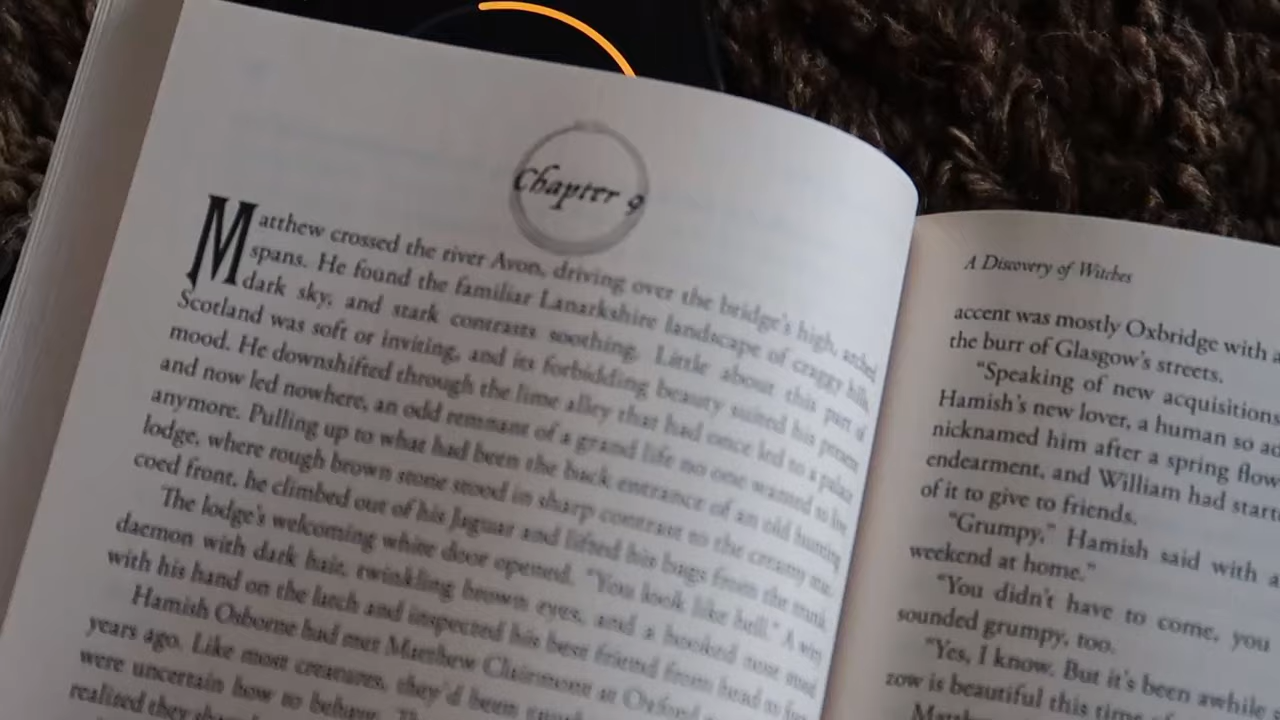 Chapter 9
Matthew crossed the river Avon, driving over the bridge's high, arched
spans. He found the familiar Lanarkshire landscape of craggy hills,
dark sky, and stark contrasts soothing. Little about this part of
Scotland was soft or inviting, and its forbidding beauty suited his present
mood. He downshifted through the lime alley that had once led to a palace
and now led nowhere, an odd remnant of a grand life no one wanted to live
anymore. Pulling up to what had been the back entrance of an old hunting
lodge, where rough brown stone stood in sharp contrast to the creamy
coed front, he climbed out of his Jaguar and lifted his bags from the trunk.
The lodge's welcoming white door opened. "You look like hell." A wiry
daemon with dark hair, twinkling brown eyes, and a hooked nose stood
with his hand on the latch and inspected his best friend from head to
Hamish Osborne had met Matthew Clairmont at Oxford
years ago. Like most creatures, they'd been
were uncertain how to behave.
realized they
A Discovery of Witches
accent was mostly Oxbridge with
the burr of Glasgow's streets.
"Speaking of new acquisitions
Hamish's new lover, a human so
nicknamed him after a spring
endearment, and William had
of it to give to friends.
"Grumpy," Hamish said with a
weekend at home."
"You didn't have to come, you
sounded grumpy, too.
"Yes, I know. But it's been awhile
zow is beautiful this time